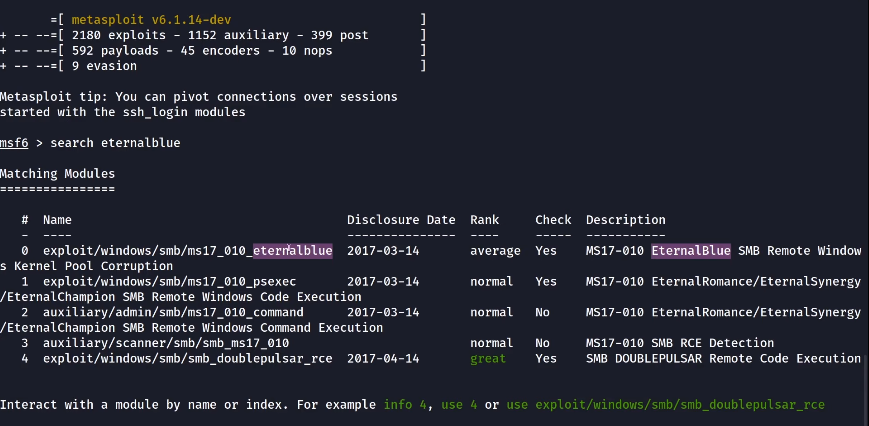 =[ metasploit v6.1.14-dev ]
+ -- --=[ 2180 exploits - 1152 auxiliary - 399 post ]
+ -- --=[ 592 payloads - 45 encoders - 10 nops ]
+ -- --=[ 9 evasion ]
Metasploit tip: You can pivot connections over sessions
started with the ssh_login modules
msf6 > search eternalblue
Matching Modules
================
# Name Disclosure Date Rank Check Description
- ---- --------------- ---- ----- -----------
0 exploit/windows/smb/ms17_010_eternalblue 2017-03-14 average Yes MS17-010 EternalBlue SMB Remote Window
s Kernel Pool Corruption
1 exploit/windows/smb/ms17_010_psexec 2017-03-14 normal Yes MS17-010 EternalRomance/EternalSynergy
/EternalChampion SMB Remote Windows Code Execution
2 auxiliary/admin/smb/ms17_010_command 2017-03-14 normal No MS17-010 EternalRomance/EternalSynergy
/EternalChampion SMB Remote Windows Command Execution
3 auxiliary/scanner/smb/smb_ms17_010 normal No MS17-010 SMB RCE Detection
4 exploit/windows/smb/smb_doublepulsar_rce 2017-04-14 great Yes SMB DOUBLEPULSAR Remote Code Execution
Interact with a module by name or index. For example info 4, use 4 or use exploit/windows/smb/smb_doublepulsar_rce